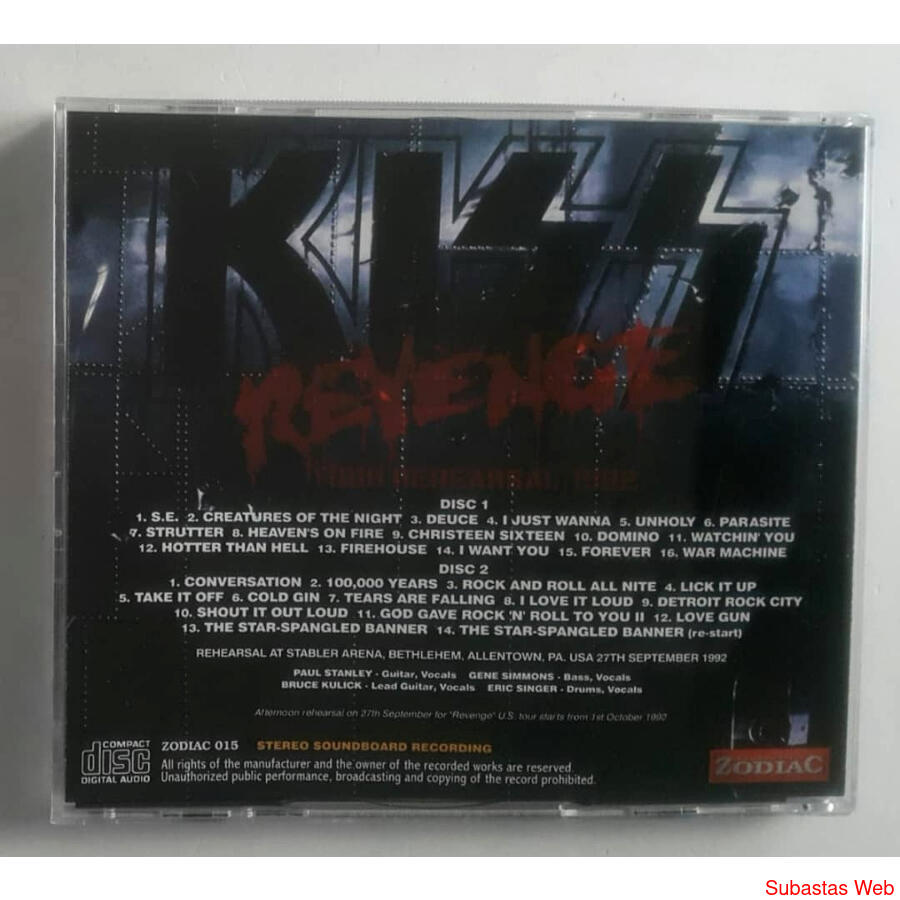 KISS
REVENGE
TOUR REHEARSAL 1992
DISC 1
1. S.E. 2. CREATURES OF THE NIGHT 3. DEUCE 4. I JUST WANNA 5. UNHOLY 6. PARASITE
7. STRUTTER 8. HEAVEN'S ON FIRE 9. CHRISTEEN SIXTEEN 10. DOMINO 11. WATCHIN' YOU
12. HOTTER THAN HELL 13. FIREHOUSE 14. I WANT YOU 15. FOREVER 16. WAR MACHINE
DISC 2
1. CONVERSATION 2. 100,000 YEARS 3. ROCK AND ROLL ALL NITE 4. LICK IT UP
5. TAKE IT OFF 6. COLD GIN 7. TEARS ARE FALLING 8. I LOVE IT LOUD 9. DETROIT ROCK CITY
10. SHOUT IT OUT LOUD 11. GOD GAVE ROCK 'N' ROLL TO YOU II 12. LOVE GUN
13. THE STAR-SPANGLED BANNER 14. THE STAR-SPANGLED BANNER (re-start)
REHEARSAL AT STABLER ARENA, BETHLEHEM, ALLENTOWN, PA. USA 27TH SEPTEMBER 1992
PAUL STANLEY - Guitar, Vocals GENE SIMMONS - Bass, Vocals
BRUCE KULICK - Lead Guitar, Vocals ERIC SINGER - Drums, Vocals
Afternoon rehearsal on 27th September for "Revenge" U.S. tour starts from 1st October 1992
COMPACT disc DIGITAL AUDIO
ZODIAC 015 STEREO SOUNDBOARD RECORDING
All rights of the manufacturer and the owner of the recorded works are reserved.
Unauthorized public performance, broadcasting and copying of the record prohibited.
ZODIAC
Subastas Web